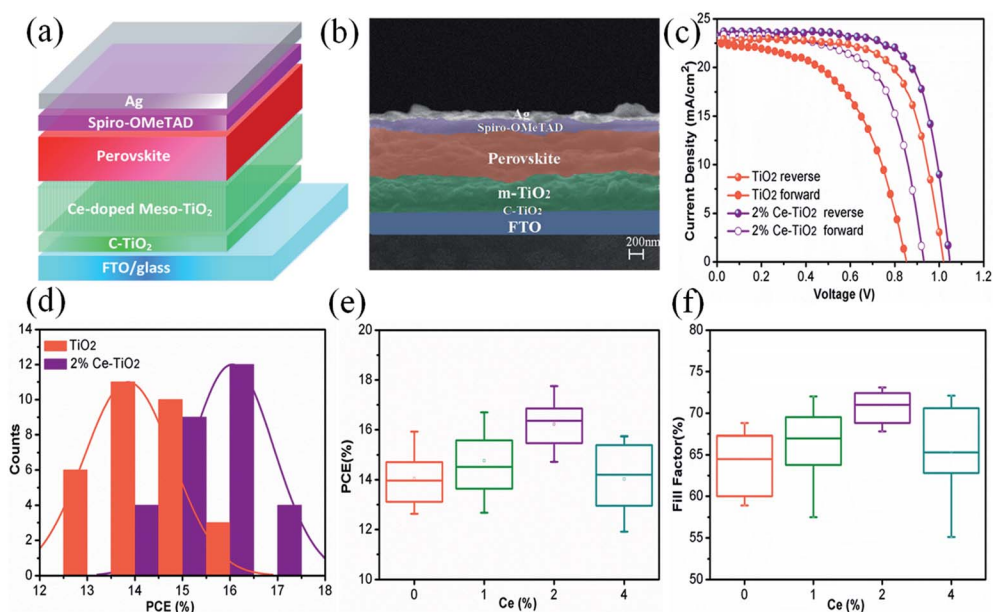 (a)
Ag
Spiro-OMeTAD
Perovskite
Ce-doped Meso-TiO₂
C-TiO₂
FTO/glass
(b)
Ag
Spiro-OMeTAD
Perovskite
m-TiO₂
C-TiO₂
FTO
200nm
(c)
Current Density (mA/cm²)
25
20
15
10
5
0
TiO₂ reverse
TiO₂ forward
2% Ce-TiO₂ reverse
2% Ce-TiO₂ forward
0.0 0.2 0.4 0.6 0.8 1.0 1.2
Voltage (V)
(d)
Counts
14
12
10
8
6
4
2
0
TiO₂
2% Ce-TiO₂
12 13 14 15 16 17 18
PCE (%)
(e)
PCE(%)
20
18
16
14
12
10
0 1 2 4
Ce (%)
(f)
Fill Factor(%)
80
75
70
65
60
55
50
0 1 2 4
Ce (%)